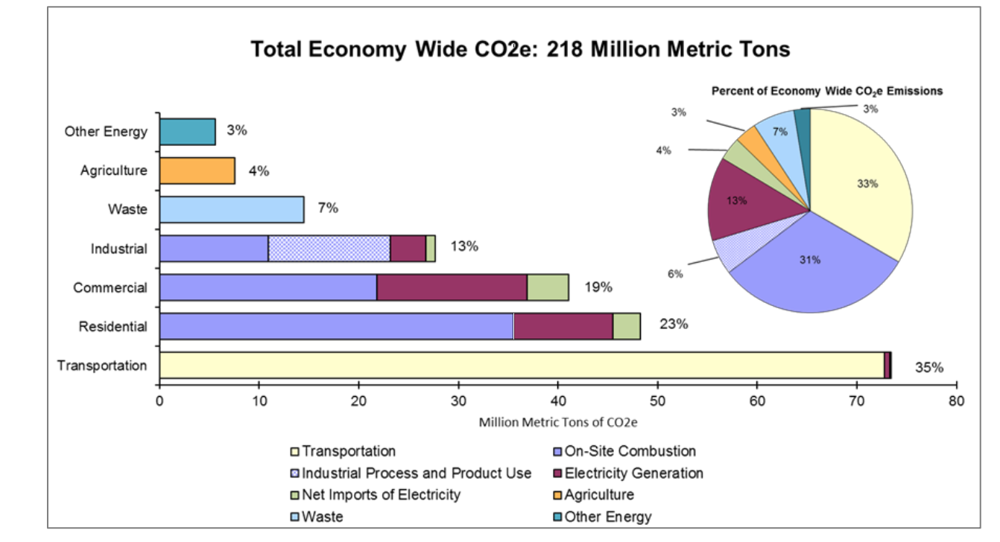 Total Economy Wide CO2e: 218 Million Metric Tons
Percent of Economy Wide CO₂e Emissions
3%
3%
7%
4%
33%
13%
31%
6%
Other Energy 3%
Agriculture 4%
Waste 7%
Industrial 13%
Commercial 19%
Residential 23%
Transportation 35%
0 10 20 30 40 50 60 70 80
Million Metric Tons of CO2e
Transportation On-Site Combustion
Industrial Process and Product Use Electricity Generation
Net Imports of Electricity Agriculture
Waste Other Energy